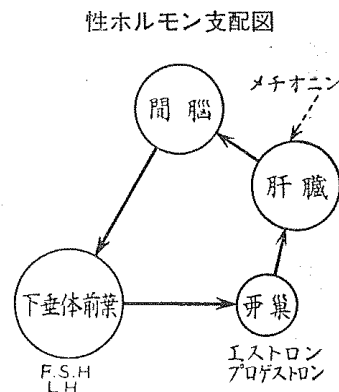 性ホルモン支配図
メチオニン
間脳
肝臓
下垂体前葉
卵巣
F.S.H
L H
エストロン
プロゲストロン